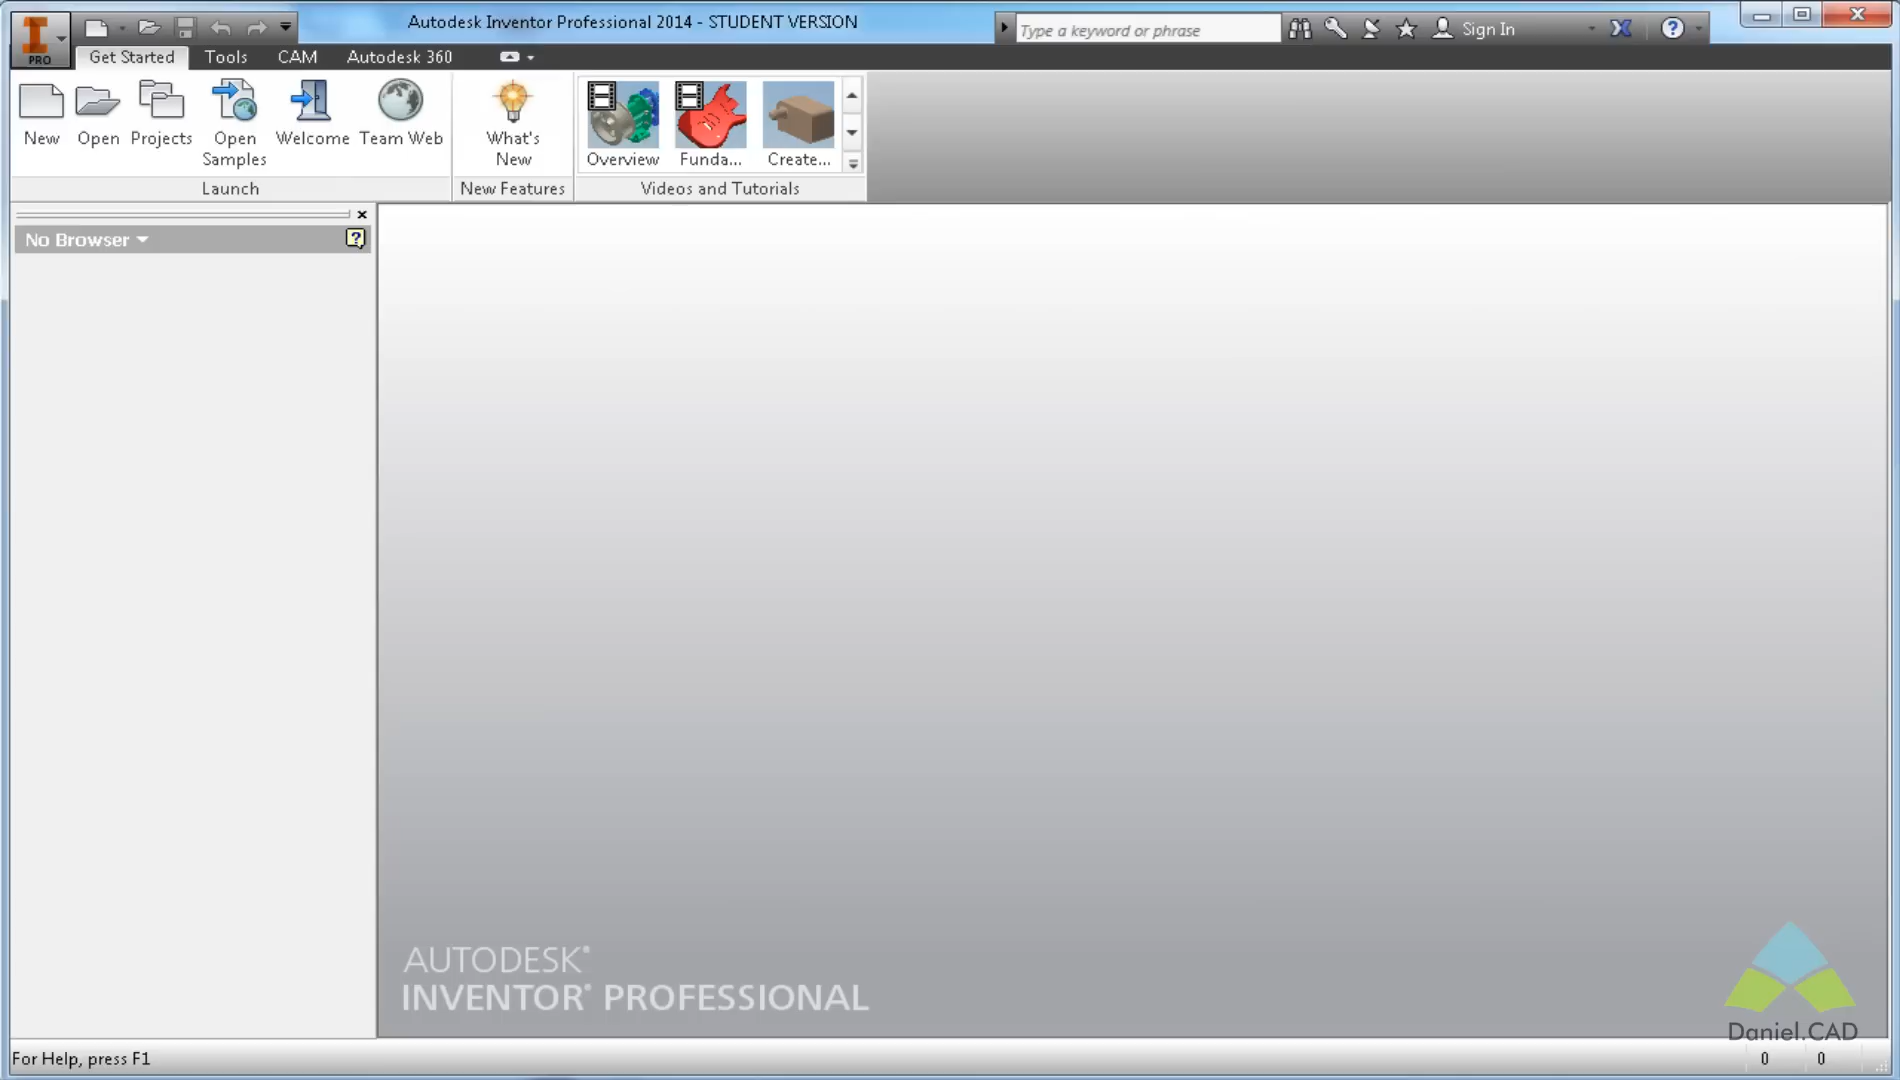 Autodesk Inventor Professional 2014 - STUDENT VERSION
Type a keyword or phrase
Sign In
PRO
Get Started
Tools
CAM
Autodesk 360
New
Open
Projects
Open
Samples
Welcome
Team Web
What's
New
Overview
Funda...
Create...
Launch
New Features
Videos and Tutorials
No Browser
AUTODESK®
INVENTOR® PROFESSIONAL
Daniel.CAD
For Help, press F1
0
0